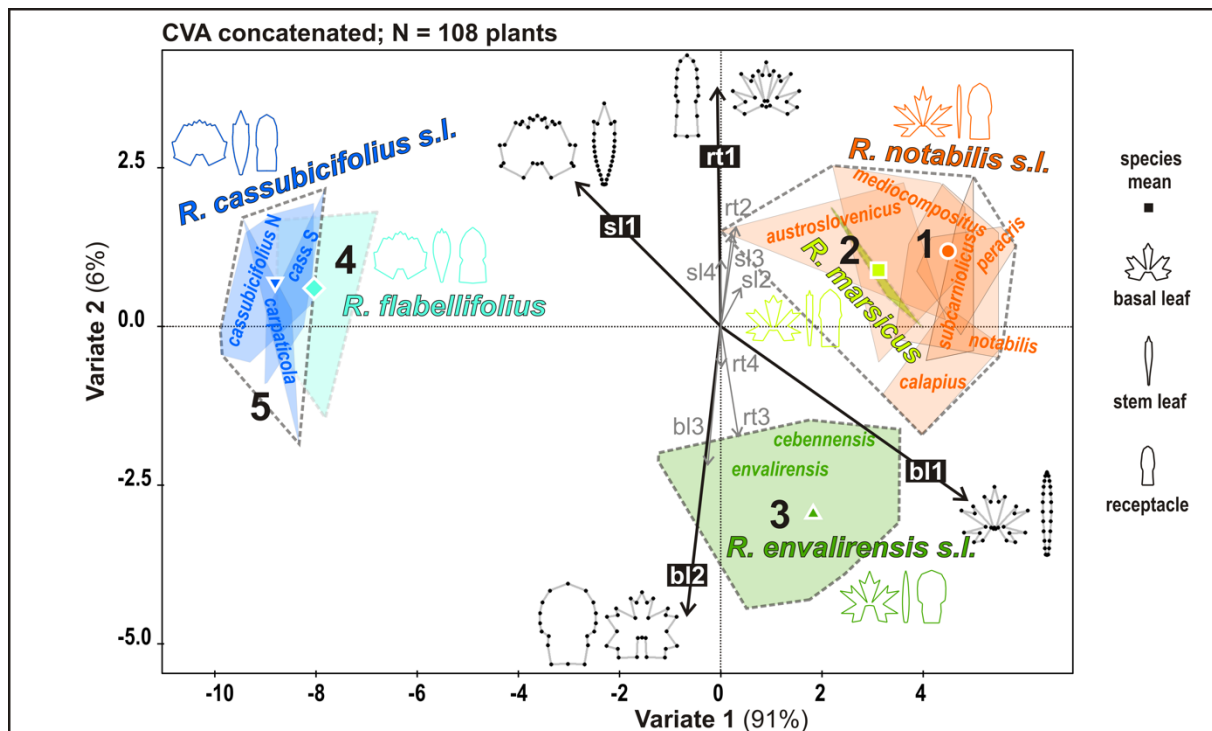 CVA concatenated; N = 108 plants
Variate 2 (6%)
2.5
0.0
-2.5
-5.0
-10
-8
-6
-4
-2
0
2
4
6
Variate 1 (91%)
R. cassubicifolius s.l.
cassubicifolius N
cass S
carpaticola
5
4
R. flabellifolius
sl1
rt1
rt2
sl3
sl4
sl2
rt4
rt3
bl3
bl2
bl1
R. notabilis s.l.
mediocompositus
austroslovenicus
peracris
subcarniolicus
notabilis
calapius
1
2
R. marsicus
cebennensis
envalirensis
3
R. envalirensis s.l.
species
mean
basal leaf
stem leaf
receptacle